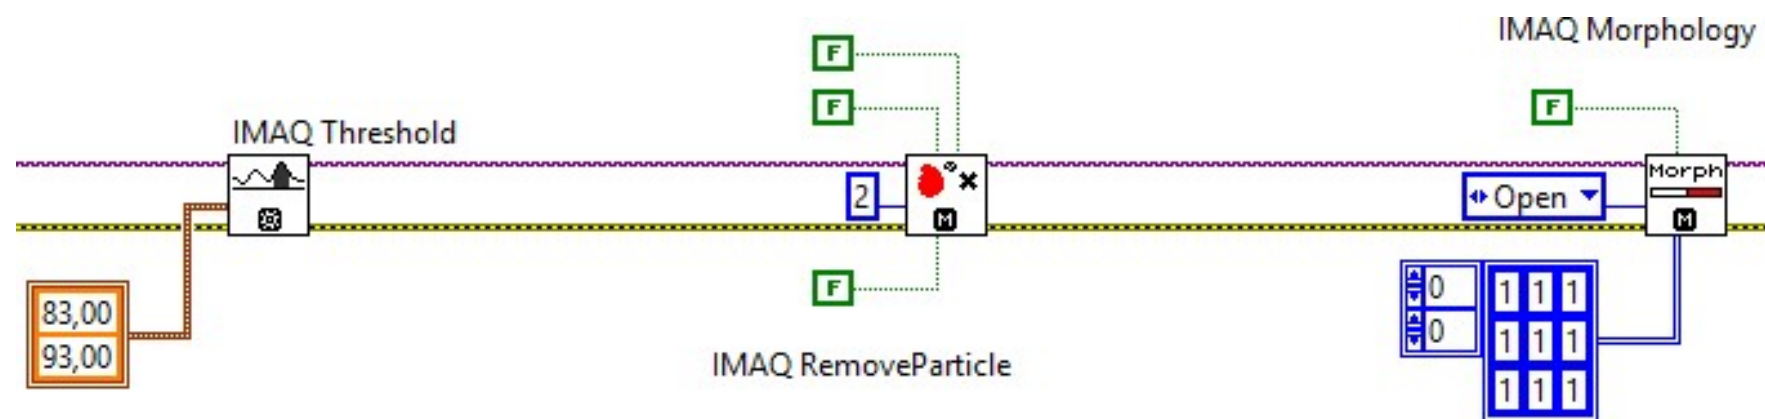 IMAQ Morphology
F
F
F
IMAQ Threshold
Morph
2
M
Open
M
F
0
1 1 1
83,00
0
1 1 1
93,00
IMAQ RemoveParticle
1 1 1